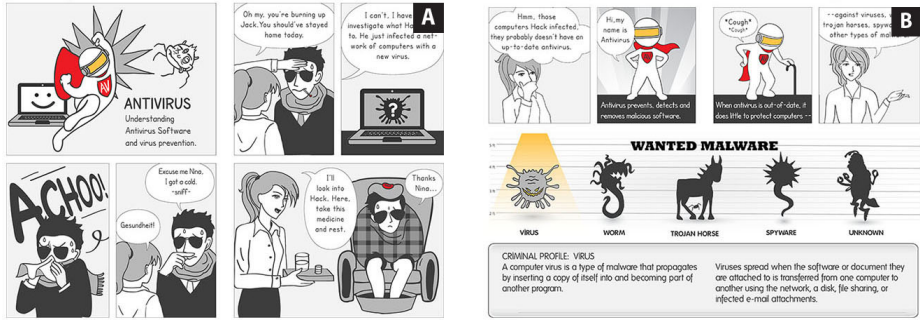 AV
ANTIVIRUS
Understanding
Antivirus Software
and virus prevention.
Oh my, you're burning up
Jack. You should've stayed
home today.
I can't, I have
investigate what Ha
to. He just infected a net-
work of computers with a
new virus.
A
?
ACHOO!
Excuse me Nina,
I got a cold.
-sniff-
Gesundheit!
I'll
look into
Hack. Here,
take this
medicine
and rest.
Thanks
Nina...
Hmm, those
computers Hack infected,
they probably don't have an
up-to-date antivirus.
Hi, my
name is
Antivirus
Antivirus prevents, detects and
removes malicious software.
*Cough*
*Cough*
When antivirus is out-of-date, it
does little to protect computers --
--against viruses, w
trojan horses, spyw
other types of mal
B
WANTED MALWARE
VIRUS
WORM
TROJAN HORSE
SPYWARE
UNKNOWN
CRIMINAL PROFILE: VIRUS
A computer virus is a type of malware that propagates
by inserting a copy of itself into and becoming part of
another program.
Viruses spread when the software or document they
are attached to is transferred from one computer to
another using the network, a disk, file sharing, or
infected e-mail attachments.